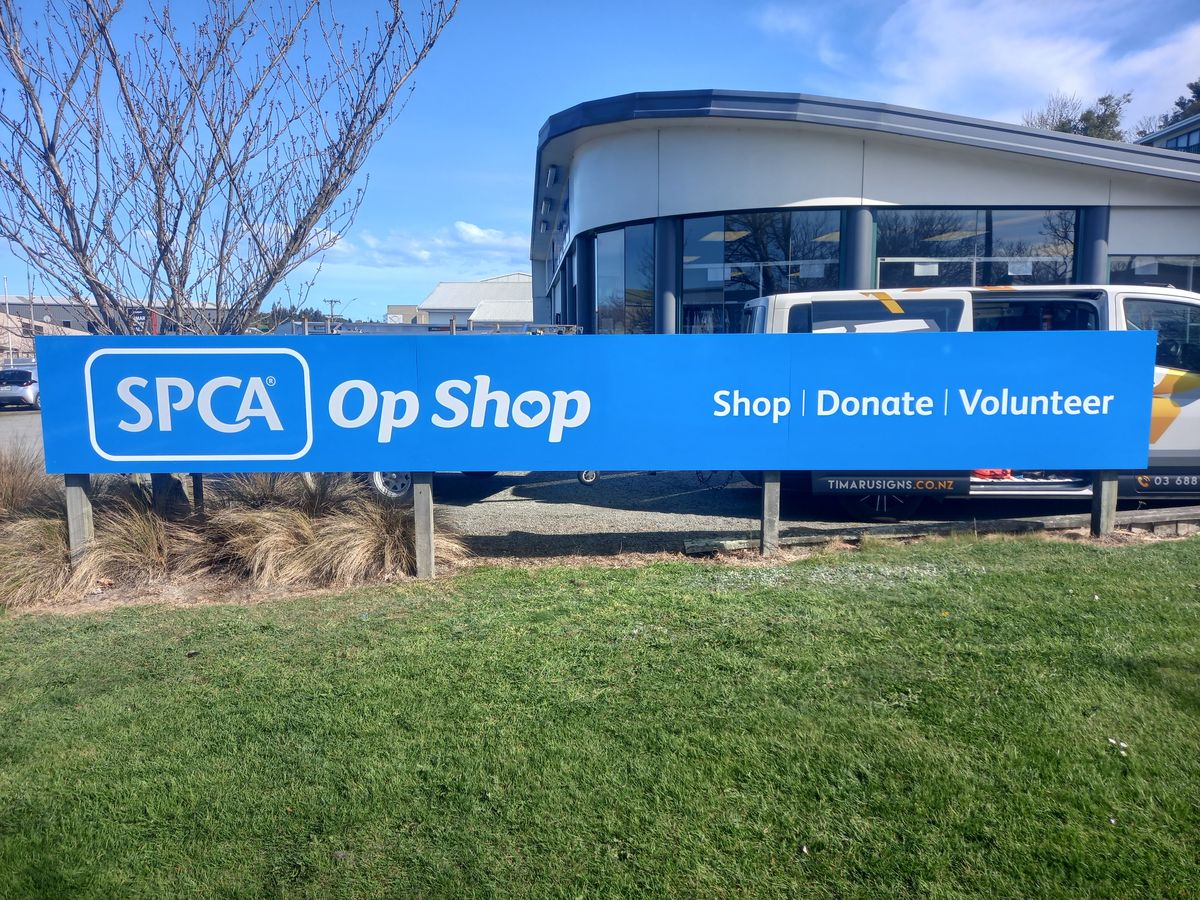 SPCA®
Op Shop
Shop | Donate | Volunteer
TIMARUSIGNS.CO.NZ
03 688